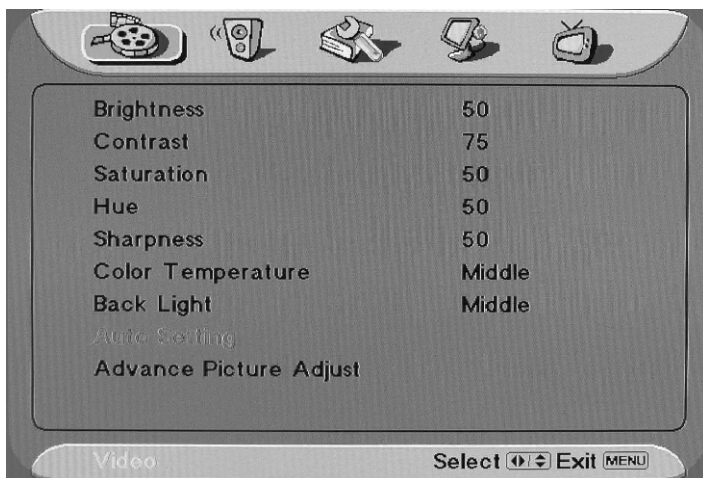 Brightness 50
Contrast 75
Saturation 50
Hue 50
Sharpness 50
Color Temperature Middle
Back Light Middle
Auto Setting
Advance Picture Adjust
Video Select Exit MENU